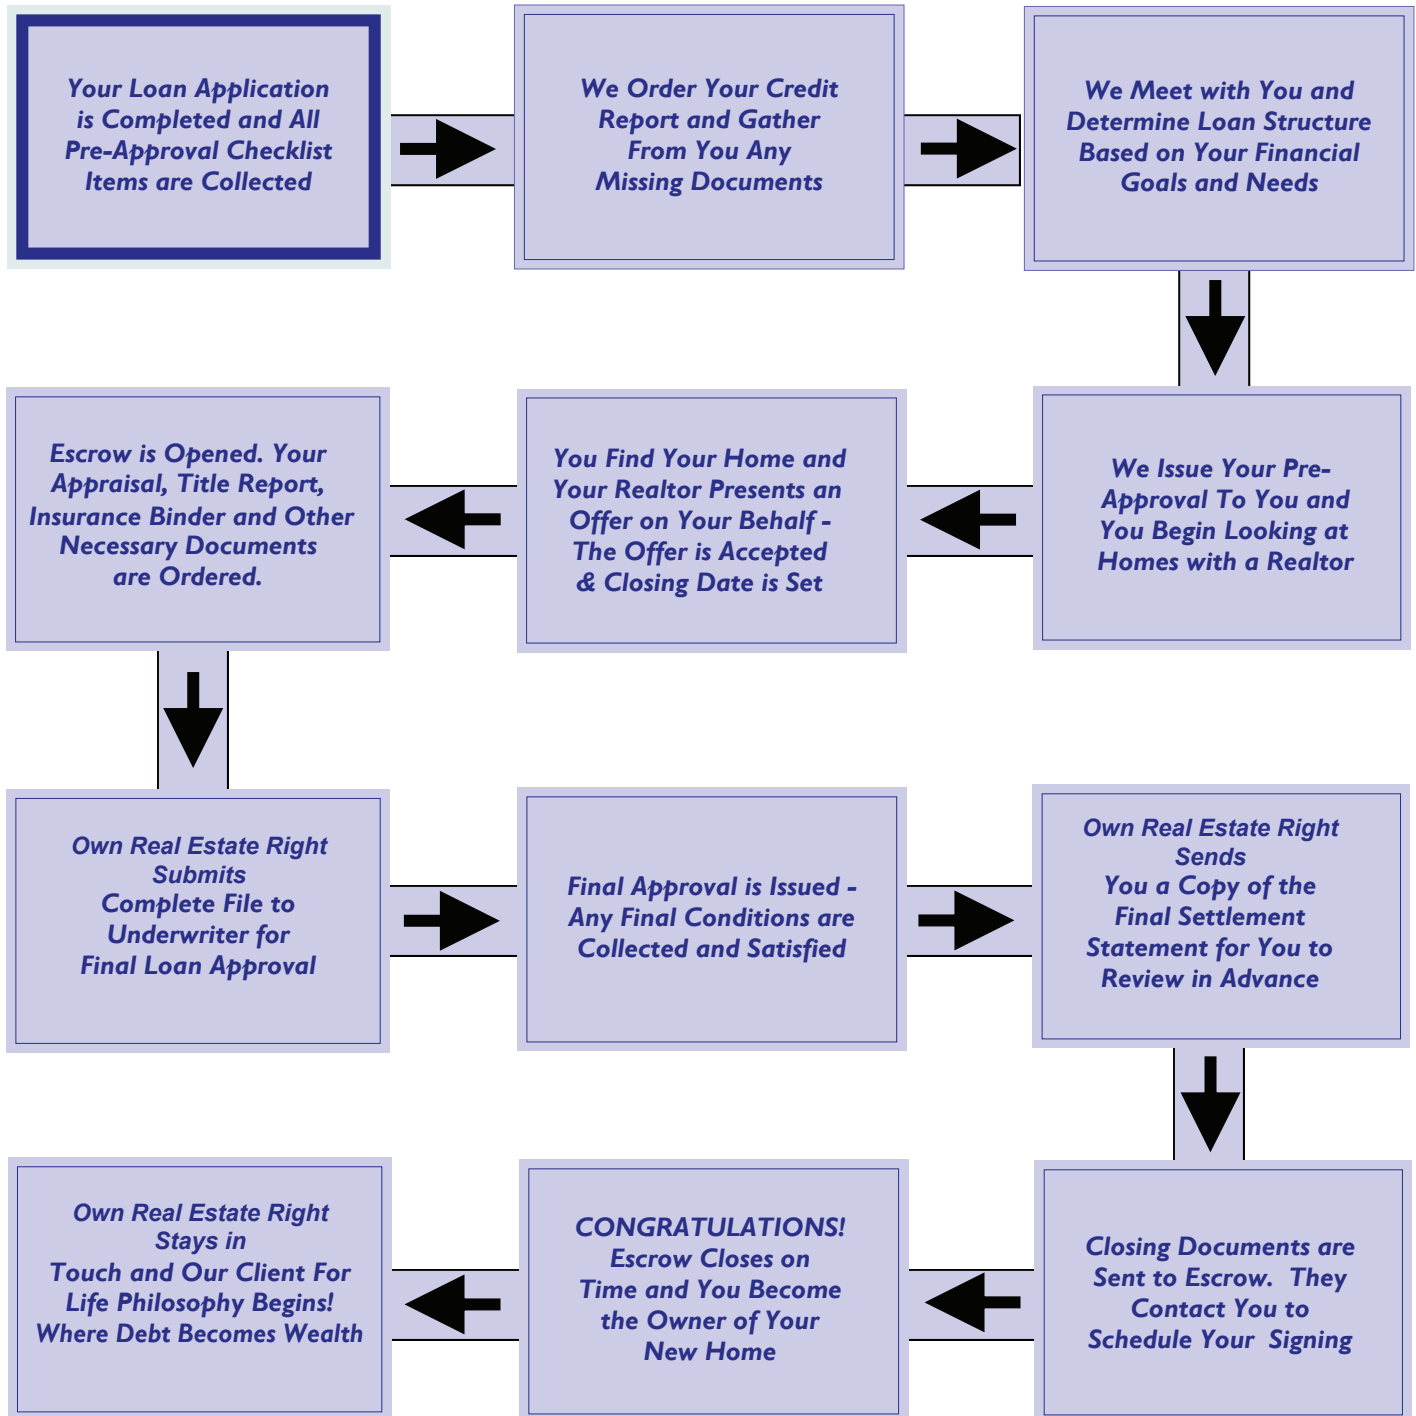 Your Loan Application
is Completed and All
Pre-Approval Checklist
Items are Collected
We Order Your Credit
Report and Gather
From You Any
Missing Documents
We Meet with You and
Determine Loan Structure
Based on Your Financial
Goals and Needs
We Issue Your Pre-
Approval To You and
You Begin Looking at
Homes with a Realtor
You Find Your Home and
Your Realtor Presents an
Offer on Your Behalf -
The Offer is Accepted
& Closing Date is Set
Escrow is Opened. Your
Appraisal, Title Report,
Insurance Binder and Other
Necessary Documents
are Ordered.
Own Real Estate Right
Submits
Complete File to
Underwriter for
Final Loan Approval
Final Approval is Issued -
Any Final Conditions are
Collected and Satisfied
Own Real Estate Right
Sends
You a Copy of the
Final Settlement
Statement for You to
Review in Advance
Closing Documents are
Sent to Escrow. They
Contact You to
Schedule Your Signing
CONGRATULATIONS!
Escrow Closes on
Time and You Become
the Owner of Your
New Home
Own Real Estate Right
Stays in
Touch and Our Client For
Life Philosophy Begins!
Where Debt Becomes Wealth